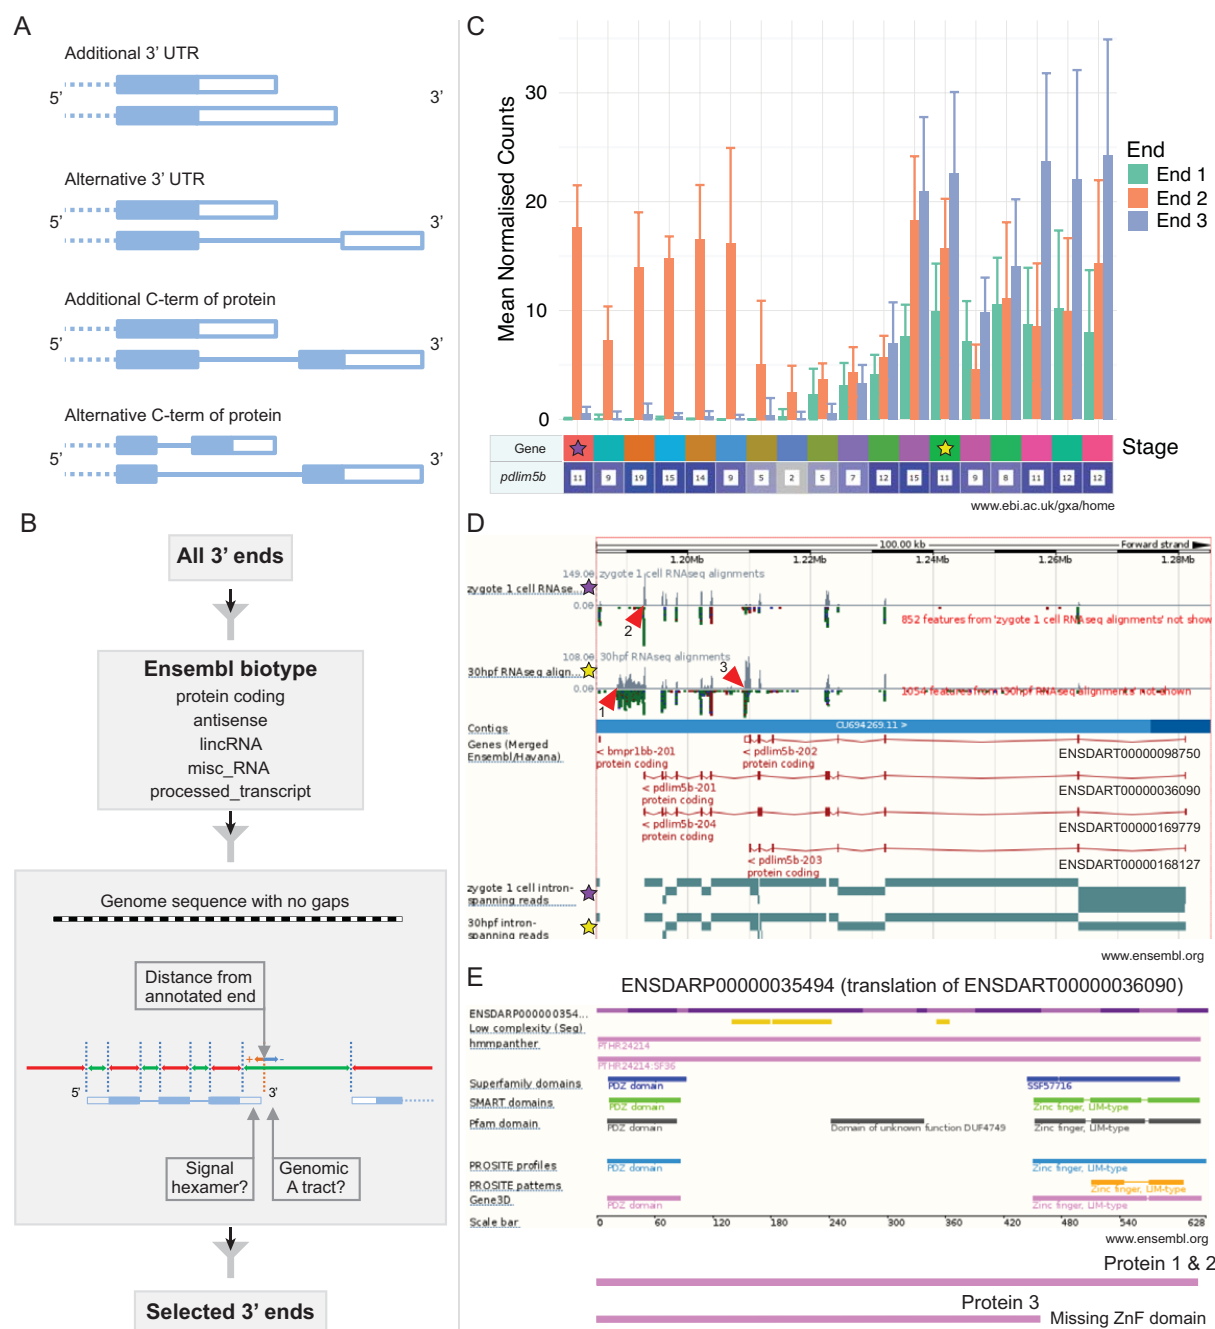 A
Additional 3’ UTR
5’
3’
Alternative 3’ UTR
5’
3’
Additional C-term of protein
5’
3’
Alternative C-term of protein
5’
3’
B
All 3’ ends
Ensembl biotype
protein coding
antisense
lincRNA
misc_RNA
processed_transcript
Genome sequence with no gaps
Distance from
annotated end
+
-
5’
3’
Signal
hexamer?
Genomic
A tract?
Selected 3’ ends
C
Mean Normalised Counts
30
20
10
0
End
End 1
End 2
End 3
Gene
Stage
pdlim5b
11 9 19 15 14 9 5 2 5 7 12 15 11 9 8 11 12 12
www.ebi.ac.uk/gxa/home
D
100.00 kb
Forward strand
1.20Mb 1.22Mb 1.24Mb 1.26Mb 1.28Mb
149.00 zygote 1 cell RNAseq alignments
zygote 1 cell RNAse...
0.00
2
852 features from 'zygote 1 cell RNAseq alignments' not show
108.00 30hpf RNAseq alignments
30hpf RNAseq align...
3
0.00
1
1054 features from '30hpf RNAseq alignments' not shown
Contigs
CU694269.11 >
Genes (Merged
Ensembl/Havana)
< bmpr1bb-201
protein coding
< pdlim5b-202
protein coding
ENSDART00000098750
< pdlim5b-201
protein coding
ENSDART00000036090
< pdlim5b-204
protein coding
ENSDART00000169779
< pdlim5b-203
protein coding
ENSDART00000168127
zygote 1 cell intron-
spanning reads
30hpf intron-
spanning reads
www.ensembl.org
E
ENSDARP00000035494 (translation of ENSDART00000036090)
ENSDARP000000354...
Low complexity (Seg)
hmmpanther
PTHR24214
PTHR24214:SF36
Superfamily domains
PDZ domain
SSF57716
SMART domains
PDZ domain
Zinc finger, LIM-type
Pfam domain
PDZ domain
Domain of unknown function DUF4749
Zinc finger, LIM-type
PROSITE profiles
PDZ domain
Zinc finger, LIM-type
PROSITE patterns
Zinc finger, LIM-type
Gene3D
PDZ domain
Zinc finger, LIM-type
Scale bar
0 60 120 180 240 300 360 420 480 540 628
www.ensembl.org
Protein 1 & 2
Protein 3
Missing ZnF domain